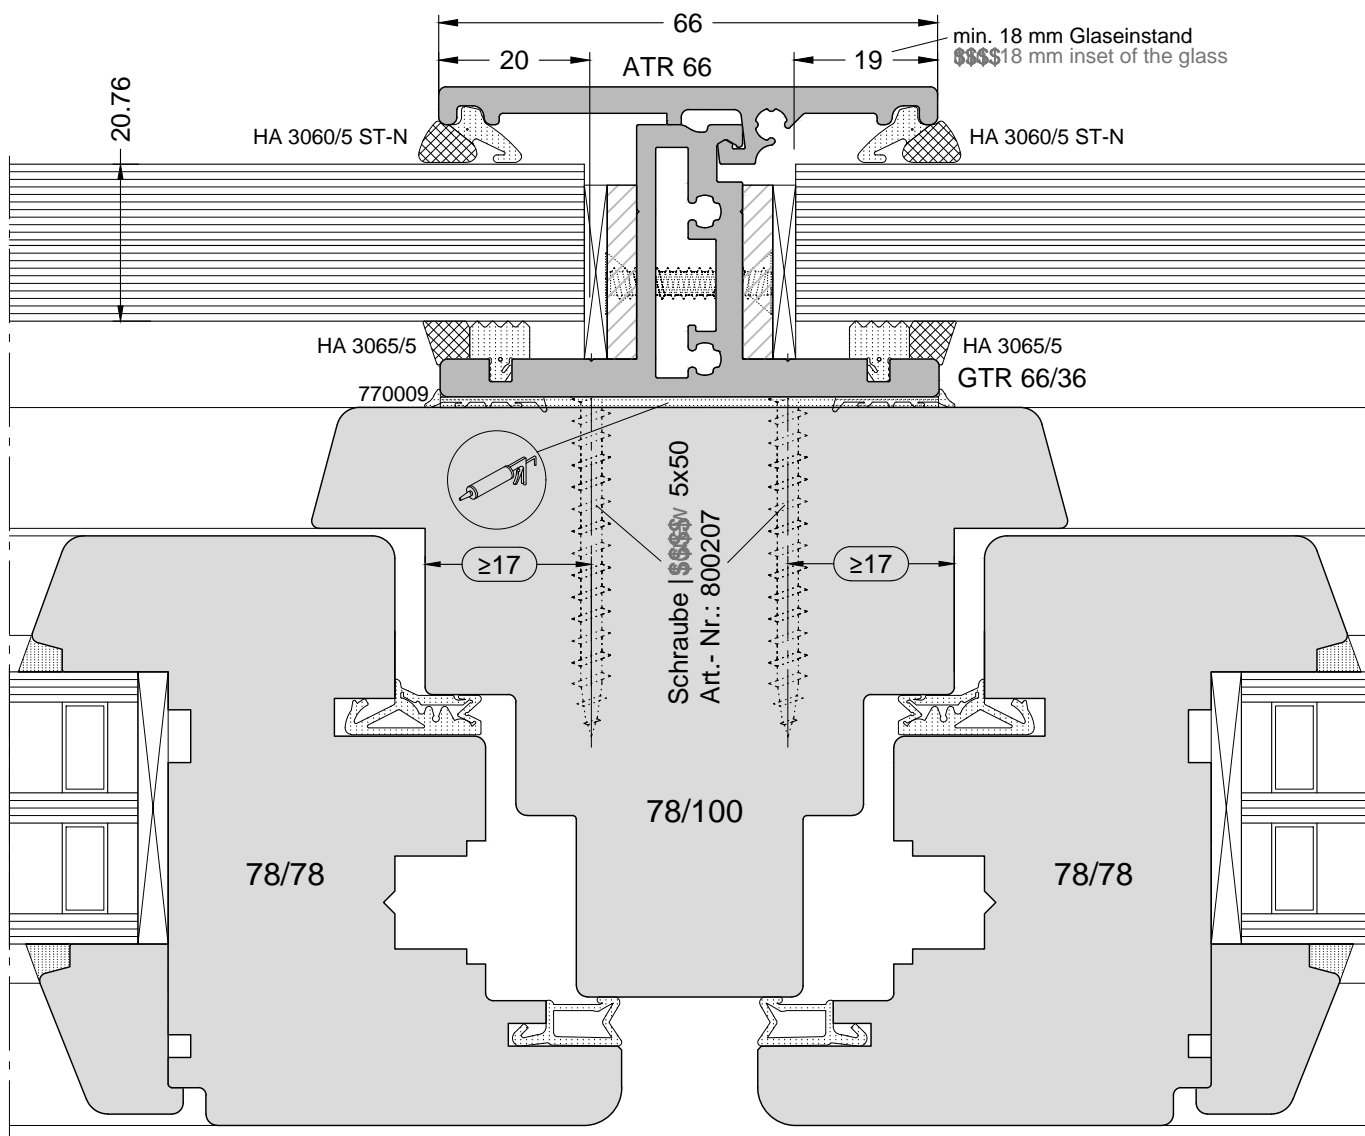 66
min. 18 mm Glaseinstand
18 mm inset of the glass
20
ATR 66
19
20.76
HA 3060/5 ST-N
HA 3060/5 ST-N
HA 3065/5
HA 3065/5
GTR 66/36
770009
≥17
≥17
Schraube | 5x50
Art.- Nr.: 800207
78/100
78/78
78/78